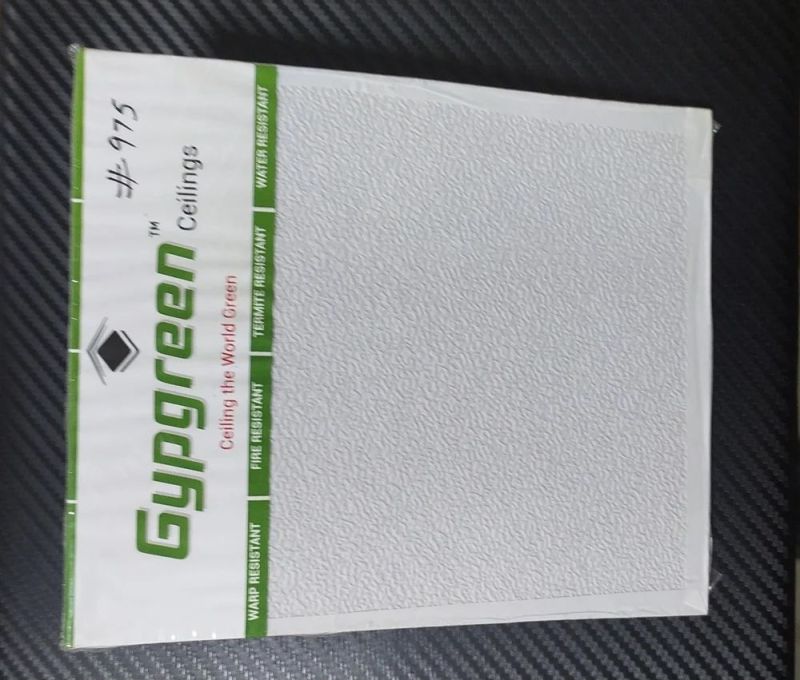 # 975
Gypgreen™
Ceilings
Ceiling the World Green
WARP RESISTANT FIRE RESISTANT TERMITE RESISTANT WATER RESISTANT